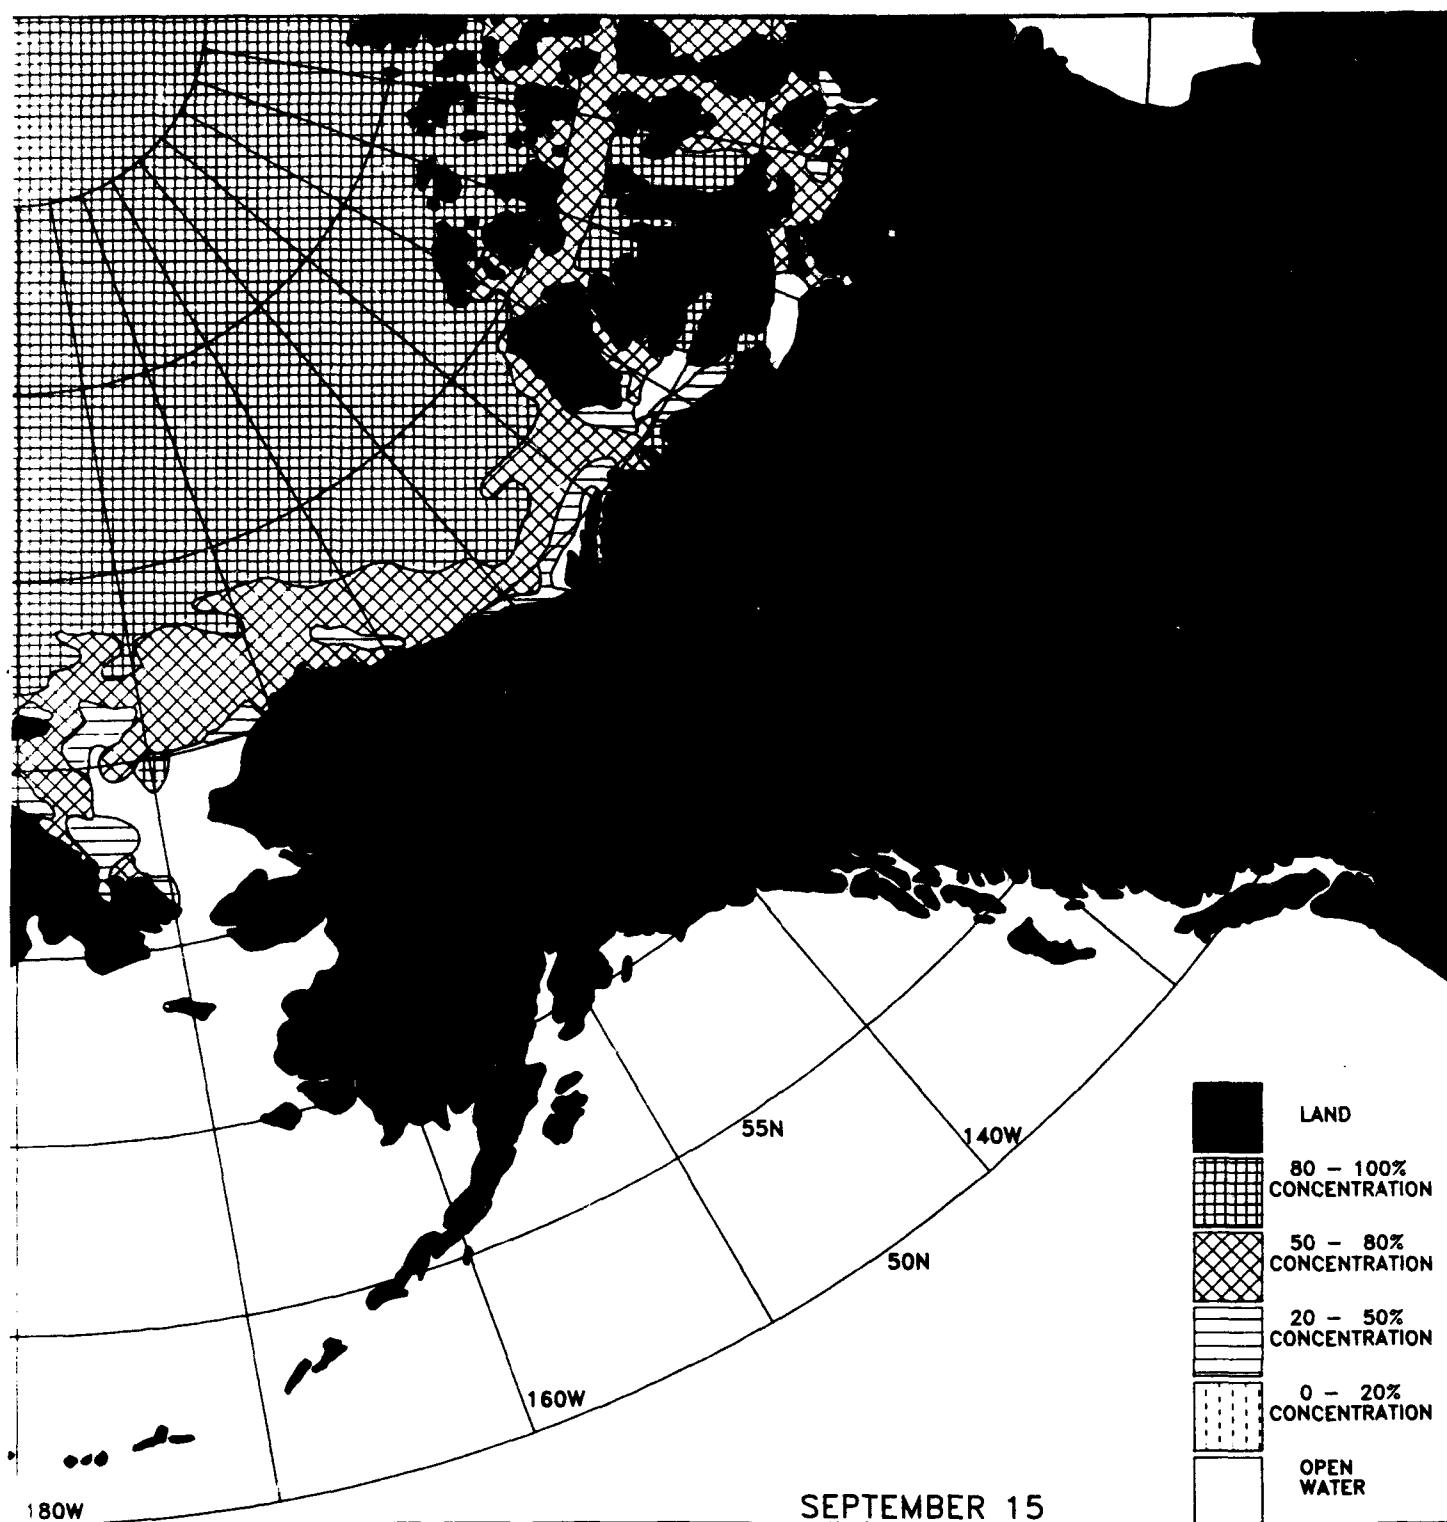 55N
140W
50N
160W
180W
SEPTEMBER 15
LAND
80 - 100%
CONCENTRATION
50 - 80%
CONCENTRATION
20 - 50%
CONCENTRATION
0 - 20%
CONCENTRATION
OPEN
WATER